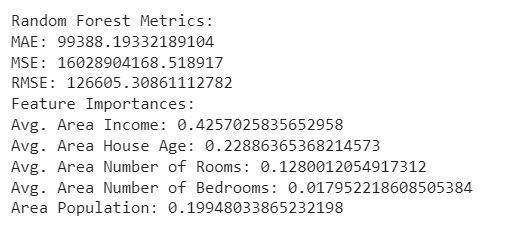 Random Forest Metrics:
MAE: 99388.19332189104
MSE: 16028904168.518917
RMSE: 126605.30861112782
Feature Importances:
Avg. Area Income: 0.4257025835652958
Avg. Area House Age: 0.22886365368214573
Avg. Area Number of Rooms: 0.1280012054917312
Avg. Area Number of Bedrooms: 0.017952218608505384
Area Population: 0.19948033865232198